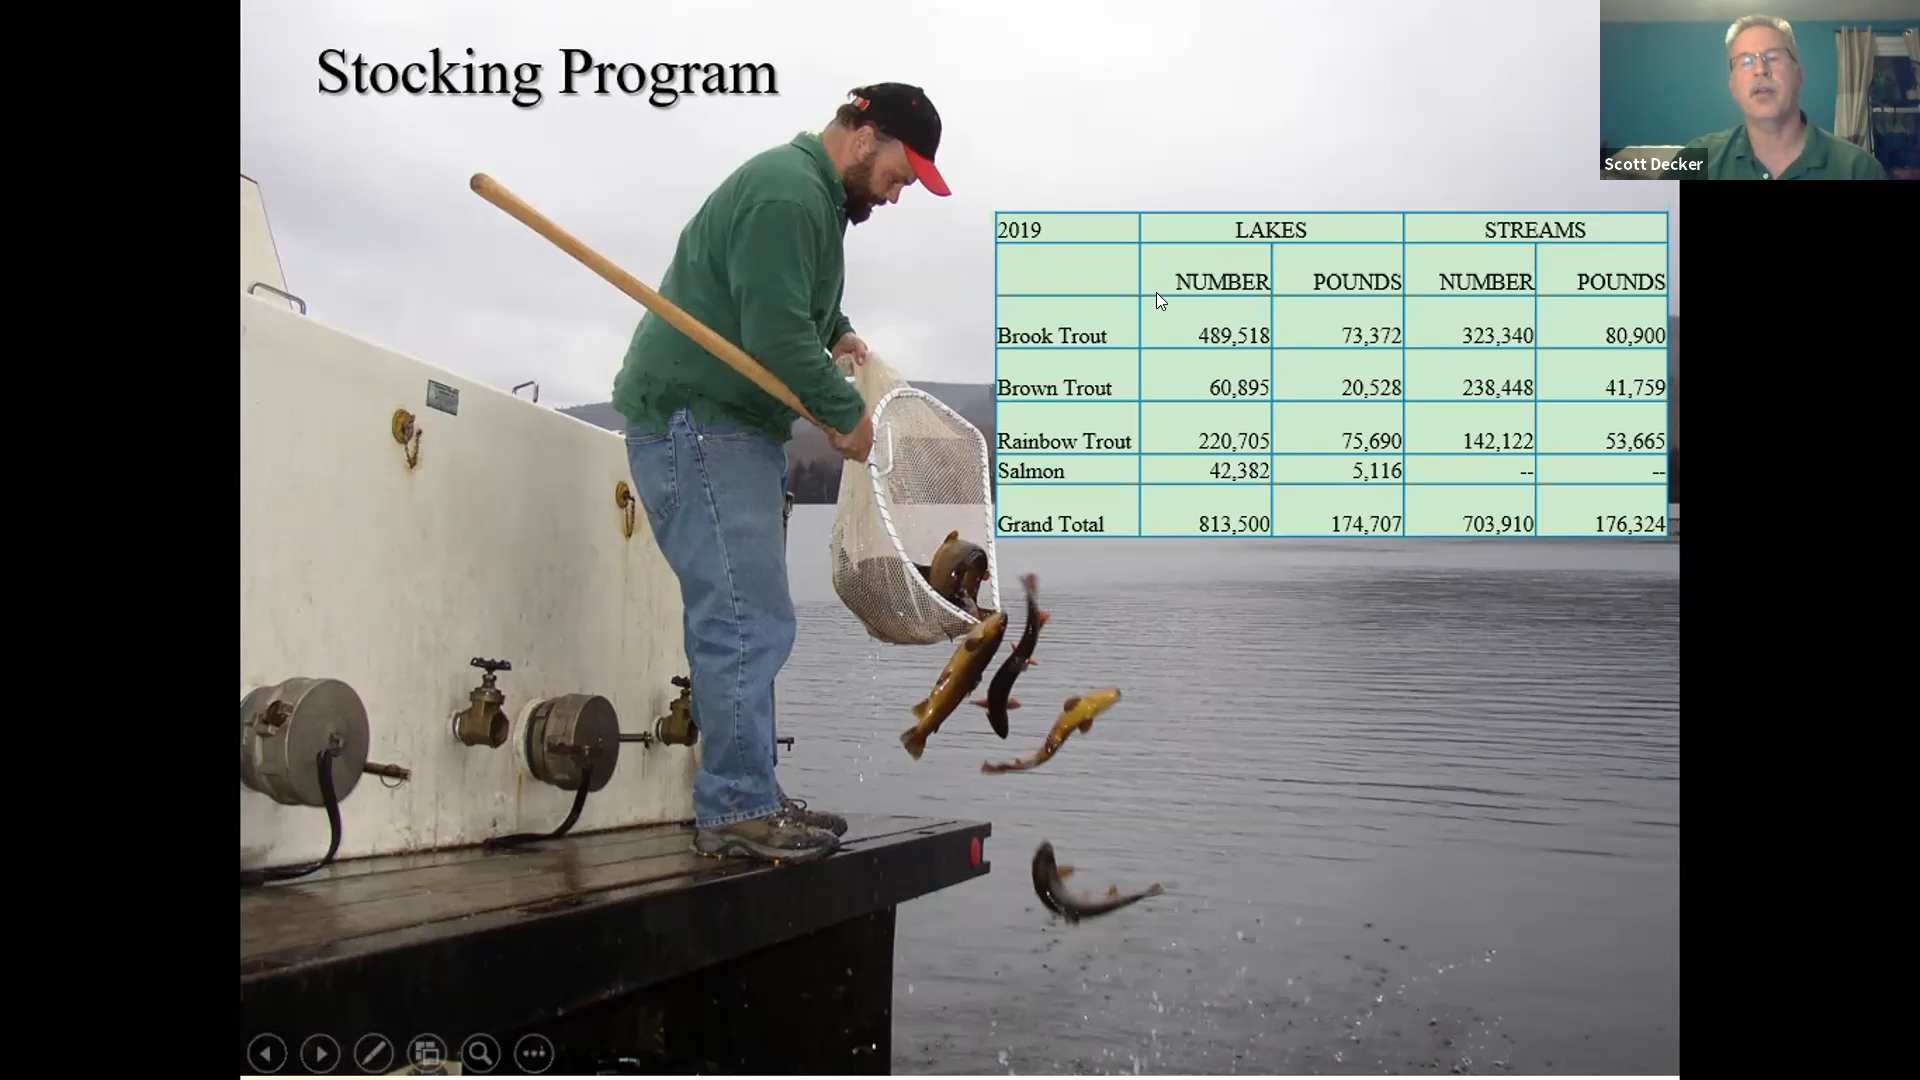 Stocking Program
Scott Decker
2019 LAKES STREAMS
NUMBER POUNDS NUMBER POUNDS
Brook Trout 489,518 73,372 323,340 80,900
Brown Trout 60,895 20,528 238,448 41,759
Rainbow Trout 220,705 75,690 142,122 53,665
Salmon 42,382 5,116 -- --
Grand Total 813,500 174,707 703,910 176,324